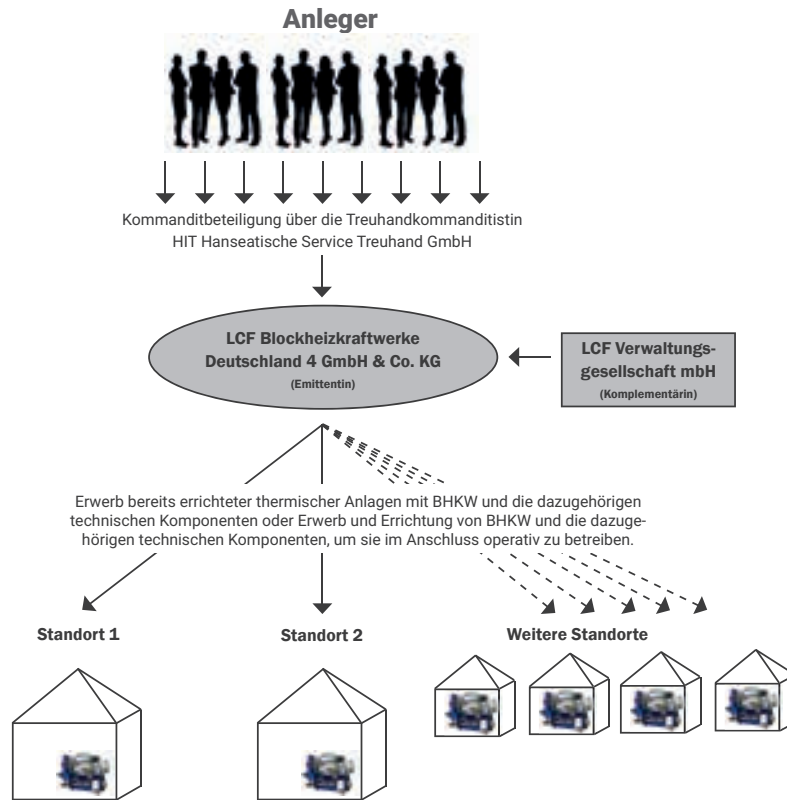 Anleger
Kommanditbeteiligung über die Treuhandkommanditistin
HIT Hanseatische Service Treuhand GmbH
LCF Blockheizkraftwerke
Deutschland 4 GmbH & Co. KG
(Emittentin)
LCF Verwaltungs-
gesellschaft mbH
(Komplementärin)
Erwerb bereits errichteter thermischer Anlagen mit BHKW und die dazugehörigen
technischen Komponenten oder Erwerb und Errichtung von BHKW und die dazuge-
hörigen technischen Komponenten, um sie im Anschluss operativ zu betreiben.
Standort 1
Standort 2
Weitere Standorte